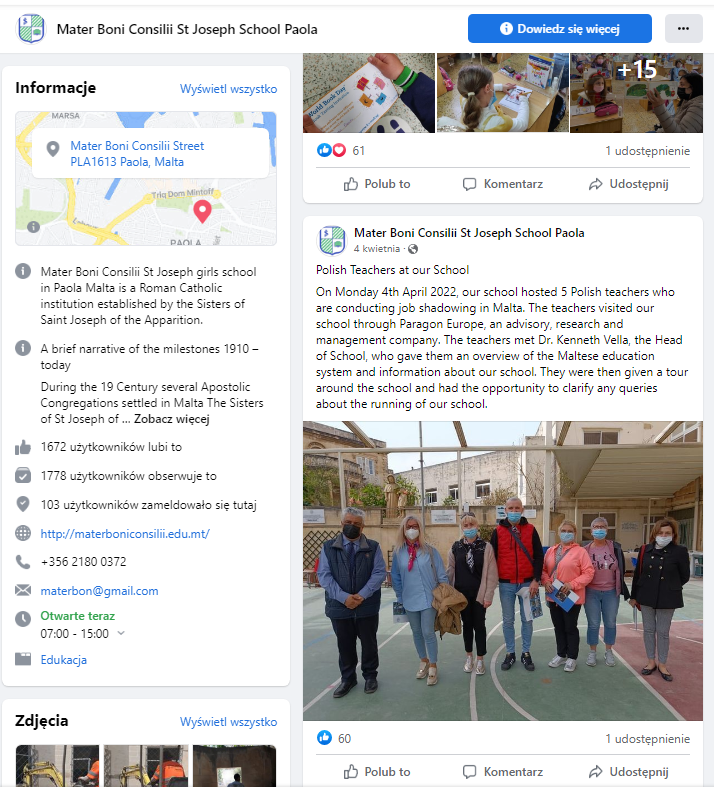 Mater Boni Consilii St Joseph School Paola
Dowiedz się więcej
Informacje
Wyświetl wszystko
MARSA
Mater Boni Consilii Street
PLA1613 Paola, Malta
Triq Dom Mintoff
PAOLA
Mater Boni Consilii St Joseph girls school
in Paola Malta is a Roman Catholic
institution established by the Sisters of
Saint Joseph of the Apparition.
A brief narrative of the milestones 1910 –
today
During the 19 Century several Apostolic
Congregations settled in Malta The Sisters
of St Joseph of ... Zobacz więcej
1672 użytkowników lubi to
1778 użytkowników obserwuje to
103 użytkowników zameldowało się tutaj
http://materboniconsilii.edu.mt/
+356 2180 0372
materbon@gmail.com
Otwarte teraz
07:00 - 15:00
Edukacja
Zdjęcia
Wyświetl wszystko
World Book Day
+15
61
1 udostępnienie
Polub to
Komentarz
Udostępnij
Mater Boni Consilii St Joseph School Paola
4 kwietnia ·
Polish Teachers at our School
On Monday 4th April 2022, our school hosted 5 Polish teachers who
are conducting job shadowing in Malta. The teachers visited our
school through Paragon Europe, an advisory, research and
management company. The teachers met Dr. Kenneth Vella, the Head
of School, who gave them an overview of the Maltese education
system and information about our school. They were then given a tour
around the school and had the opportunity to clarify any queries
about the running of our school.
60
1 udostępnienie
Polub to
Komentarz
Udostępnij